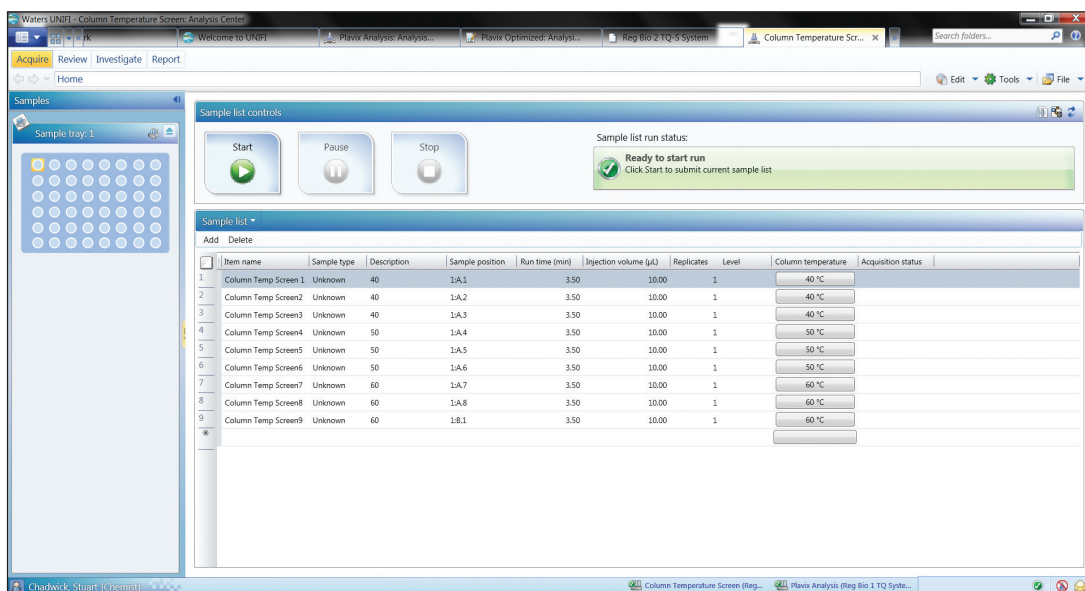 Waters UNIFI - Column Temperature Screen: Analysis Center
rk Welcome to UNIFI Plavix Analysis: Analysis... Plavix Optimized: Analysi... Reg Bio 2 TQ-S System Column Temperature Scr... Search folders...
Acquire Review Investigate Report
Home Edit Tools File
Samples
Sample tray: 1
Sample list controls
Start Pause Stop
Sample list run status:
Ready to start run
Click Start to submit current sample list
Sample list
Add Delete
Item name Sample type Description Sample position Run time (min) Injection volume (µL) Replicates Level Column temperature Acquisition status
1 Column Temp Screen 1 Unknown 40 1:A,1 3.50 10.00 1 40 °C
2 Column Temp Screen2 Unknown 40 1:A,2 3.50 10.00 1 40 °C
3 Column Temp Screen3 Unknown 40 1:A,3 3.50 10.00 1 40 °C
4 Column Temp Screen4 Unknown 50 1:A,4 3.50 10.00 1 50 °C
5 Column Temp Screen5 Unknown 50 1:A,5 3.50 10.00 1 50 °C
6 Column Temp Screen6 Unknown 50 1:A,6 3.50 10.00 1 50 °C
7 Column Temp Screen7 Unknown 60 1:A,7 3.50 10.00 1 60 °C
8 Column Temp Screen8 Unknown 60 1:A,8 3.50 10.00 1 60 °C
9 Column Temp Screen9 Unknown 60 1:B,1 3.50 10.00 1 60 °C
*
Chadwick, Stuart (Chemist) Column Temperature Screen (Reg... Plavix Analysis (Reg Bio 1 TQ Syste...